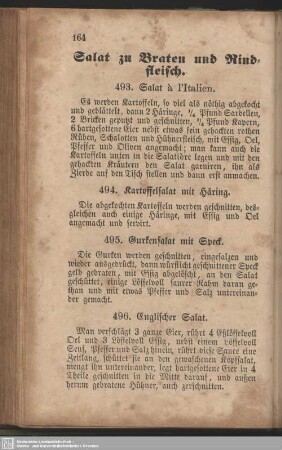 164
Salat zu Braten und Rind-
fleisch.
493. Salat à l'Italien.
Es werden Kartoffeln, so viel als nöthig abgekocht
und geblättelt, dann 2 Häringe, 1/4 Pfund Sardellen,
2 Bricken geputzt und geschnitten, 1/4 Pfund Kapern,
6 hartgesottene Eier nebst etwas fein gehackten rothen
Rüben, Schalotten und Hühnerfleisch, mit Essig, Oel,
Pfeffer und Oliven angemacht; man kann auch die
Kartoffeln unten in die Salatière legen und mit den
gehackten Kräutern den Salat garniren, ihn als
Zierde auf den Tisch stellen und dann erst anmachen.
494. Kartoffelsalat mit Häring.
Die abgekochten Kartoffeln werden geschnitten, des-
gleichen auch einige Häringe, mit Essig und Oel
angemacht und servirt.
495. Gurkensalat mit Speck.
Die Gurken werden geschnitten, eingesalzen und
wieder ausgedrückt, dann würflicht geschnittener Speck
gelb gebraten, mit Essig abgelöscht, an den Salat
geschüttet, einige Löffelvoll saurer Rahm daran ge-
than und mit etwas Pfeffer und Salz untereinan-
der gemacht.
496. Englischer Salat.
Man verschlägt 3 ganze Eier, rührt 4 Eßlöffelvoll
Oel und 3 Löffelvoll Essig, nebst einem Löffelvoll
Senf, Pfeffer und Salz hinein, rührt diese Sauce eine
Zeitlang, schüttet sie an den gewaschenen Kopfsalat,
mengt ihn untereinander, legt hartgesottene Eier in 4
Theile geschnitten in die Mitte darauf, und außen
herum gebratene Hühner, auch zerschnitten.